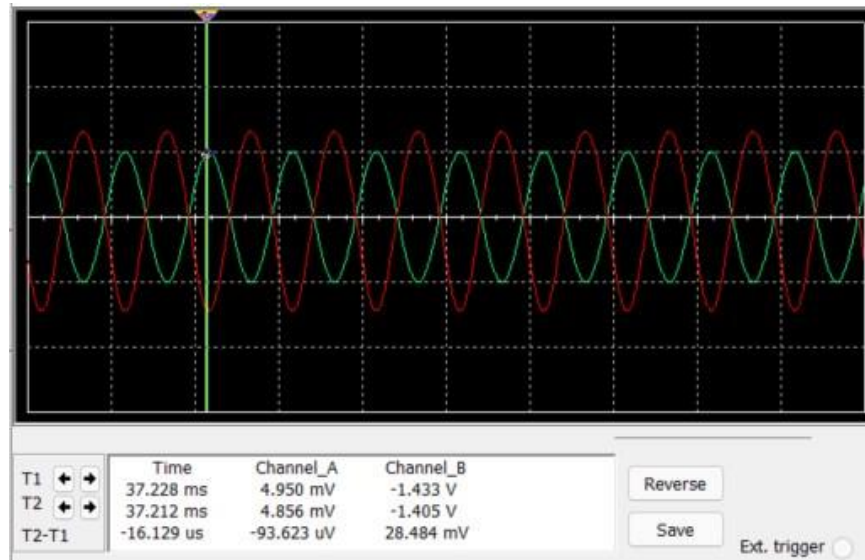 Time Channel_A Channel_B
T1 37.228 ms 4.950 mV -1.433 V
T2 37.212 ms 4.856 mV -1.405 V
T2-T1 -16.129 us -93.623 uV 28.484 mV
Reverse
Save
Ext. trigger